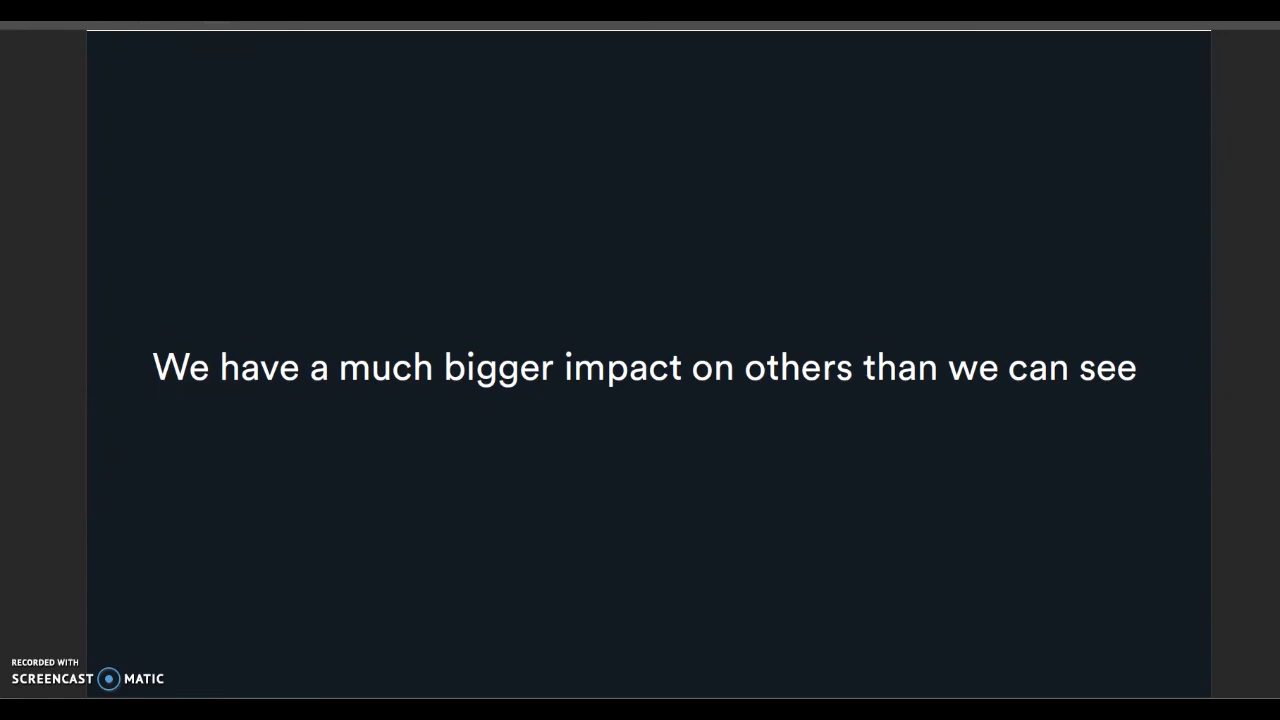 We have a much bigger impact on others than we can see
RECORDED WITH
SCREENCAST MATIC